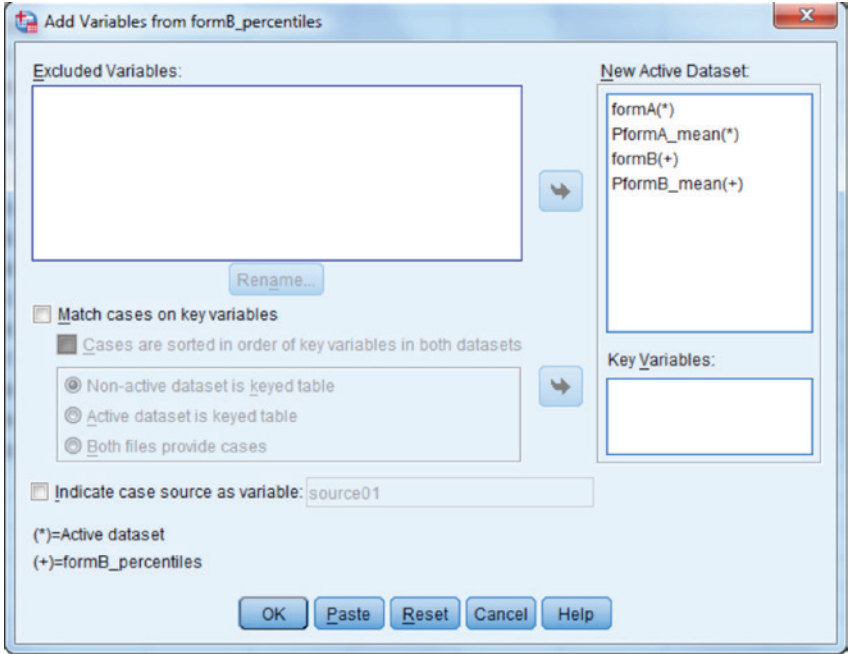 Add Variables from formB_percentiles
Excluded Variables:
Rename...
Match cases on key variables
Cases are sorted in order of key variables in both datasets
Non-active dataset is keyed table
Active dataset is keyed table
Both files provide cases
Indicate case source as variable: source01
(*)=Active dataset
(+)=formB_percentiles
New Active Dataset:
formA(*)
PformA_mean(*)
formB(+)
PformB_mean(+)
Key Variables:
OK Paste Reset Cancel Help